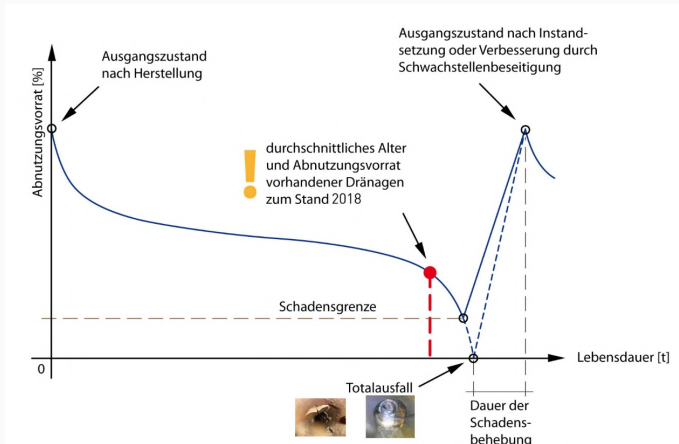 Abnutzungsvorrat [%]
Ausgangszustand
nach Herstellung
Ausgangszustand nach Instand-
setzung oder Verbesserung durch
Schwachstellenbeseitigung
!
durchschnittliches Alter
und Abnutzungsvorrat
vorhandener Dränagen
zum Stand 2018
Schadensgrenze
0
Lebensdauer [t]
Totalausfall
Dauer der
Schadens-
behebung